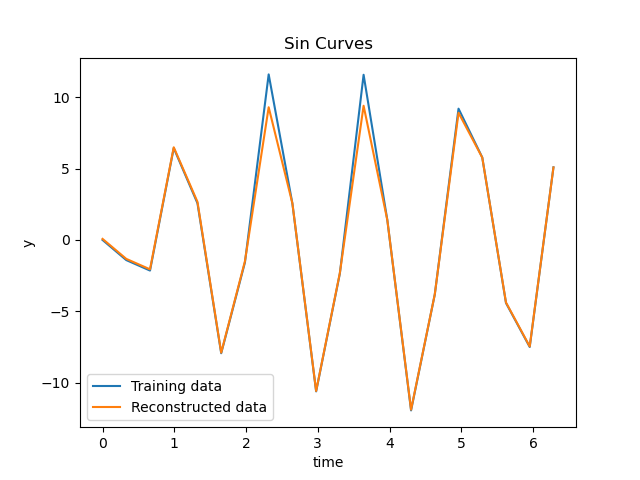 Sin Curves
y
10
5
0
−5
−10
Training data
Reconstructed data
0 1 2 3 4 5 6
time